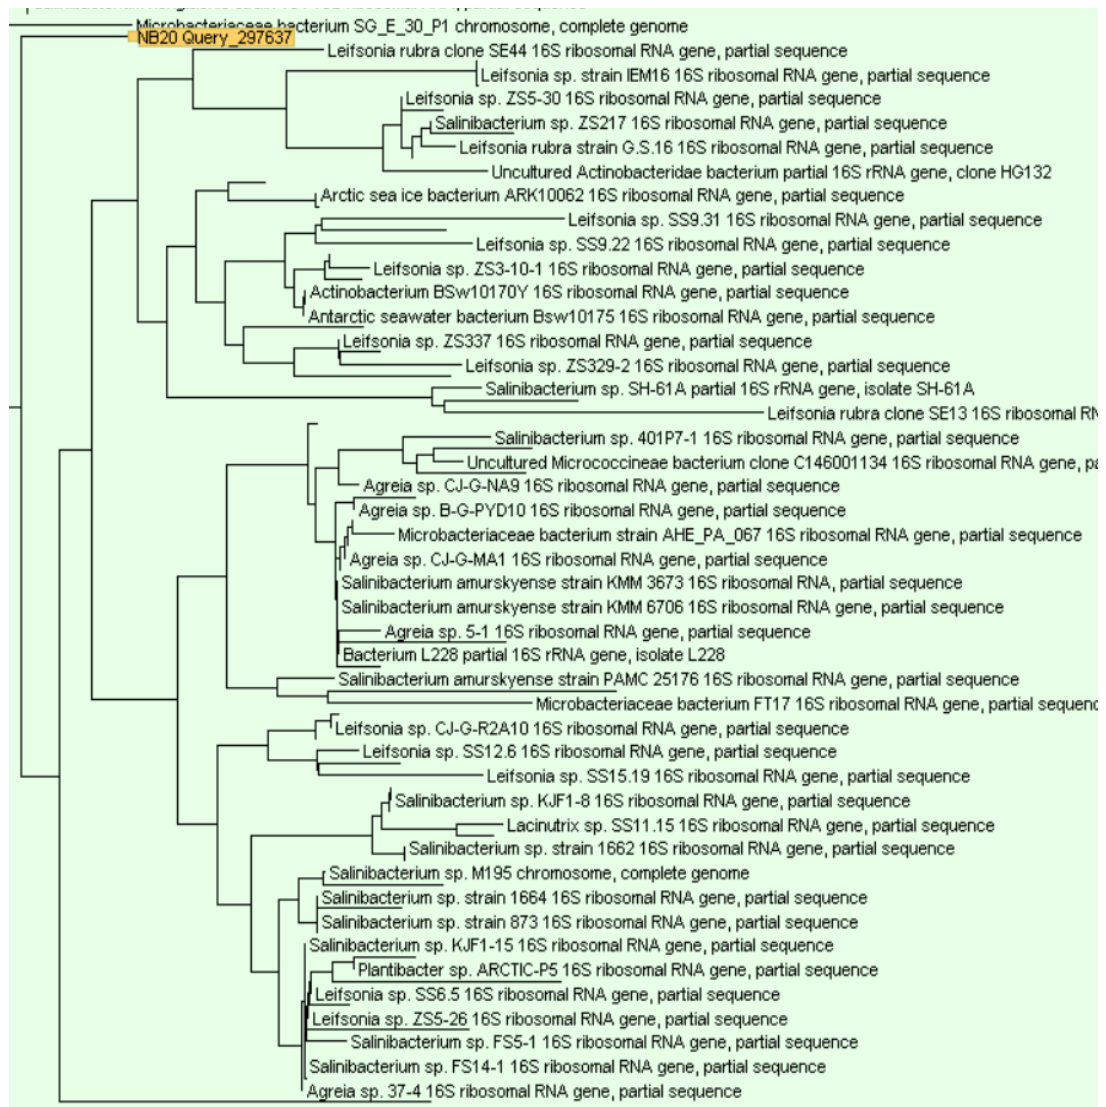 Microbacteriaceae bacterium SG_E_30_P1 chromosome, complete genome
NB20 Query_297637
Leifsonia rubra clone SE44 16S ribosomal RNA gene, partial sequence
Leifsonia sp. strain IEM16 16S ribosomal RNA gene, partial sequence
Leifsonia sp. ZS5-30 16S ribosomal RNA gene, partial sequence
Salinibacterium sp. ZS217 16S ribosomal RNA gene, partial sequence
Leifsonia rubra strain G.S.16 16S ribosomal RNA gene, partial sequence
Uncultured Actinobacteridae bacterium partial 16S rRNA gene, clone HG132
Arctic sea ice bacterium ARK10062 16S ribosomal RNA gene, partial sequence
Leifsonia sp. SS9.31 16S ribosomal RNA gene, partial sequence
Leifsonia sp. SS9.22 16S ribosomal RNA gene, partial sequence
Leifsonia sp. ZS3-10-1 16S ribosomal RNA gene, partial sequence
Actinobacterium BSw10170Y 16S ribosomal RNA gene, partial sequence
Antarctic seawater bacterium Bsw10175 16S ribosomal RNA gene, partial sequence
Leifsonia sp. ZS337 16S ribosomal RNA gene, partial sequence
Leifsonia sp. ZS329-2 16S ribosomal RNA gene, partial sequence
Salinibacterium sp. SH-61A partial 16S rRNA gene, isolate SH-61A
Leifsonia rubra clone SE13 16S ribosomal
Salinibacterium sp. 401P7-1 16S ribosomal RNA gene, partial sequence
Uncultured Micrococcineae bacterium clone C146001134 16S ribosomal RNA gene,
Agreia sp. CJ-G-NA9 16S ribosomal RNA gene, partial sequence
Agreia sp. B-G-PYD10 16S ribosomal RNA gene, partial sequence
Microbacteriaceae bacterium strain AHE_PA_067 16S ribosomal RNA gene, partial sequence
Agreia sp. CJ-G-MA1 16S ribosomal RNA gene, partial sequence
Salinibacterium amurskyense strain KMM 3673 16S ribosomal RNA, partial sequence
Salinibacterium amurskyense strain KMM 6706 16S ribosomal RNA gene, partial sequence
Agreia sp. 5-1 16S ribosomal RNA gene, partial sequence
Bacterium L228 partial 16S rRNA gene, isolate L228
Salinibacterium amurskyense strain PAMC 25176 16S ribosomal RNA gene, partial sequence
Microbacteriaceae bacterium FT17 16S ribosomal RNA gene, partial sequenc
Leifsonia sp. CJ-G-R2A10 16S ribosomal RNA gene, partial sequence
Leifsonia sp. SS12.6 16S ribosomal RNA gene, partial sequence
Leifsonia sp. SS15.19 16S ribosomal RNA gene, partial sequence
Salinibacterium sp. KJF1-8 16S ribosomal RNA gene, partial sequence
Lacinutrix sp. SS11.15 16S ribosomal RNA gene, partial sequence
Salinibacterium sp. strain 1662 16S ribosomal RNA gene, partial sequence
Salinibacterium sp. M195 chromosome, complete genome
Salinibacterium sp. strain 1664 16S ribosomal RNA gene, partial sequence
Salinibacterium sp. strain 873 16S ribosomal RNA gene, partial sequence
Salinibacterium sp. KJF1-15 16S ribosomal RNA gene, partial sequence
Plantibacter sp. ARCTIC-P5 16S ribosomal RNA gene, partial sequence
Leifsonia sp. SS6.5 16S ribosomal RNA gene, partial sequence
Leifsonia sp. ZS5-26 16S ribosomal RNA gene, partial sequence
Salinibacterium sp. FS5-1 16S ribosomal RNA gene, partial sequence
Salinibacterium sp. FS14-1 16S ribosomal RNA gene, partial sequence
Agreia sp. 37-4 16S ribosomal RNA gene, partial sequence